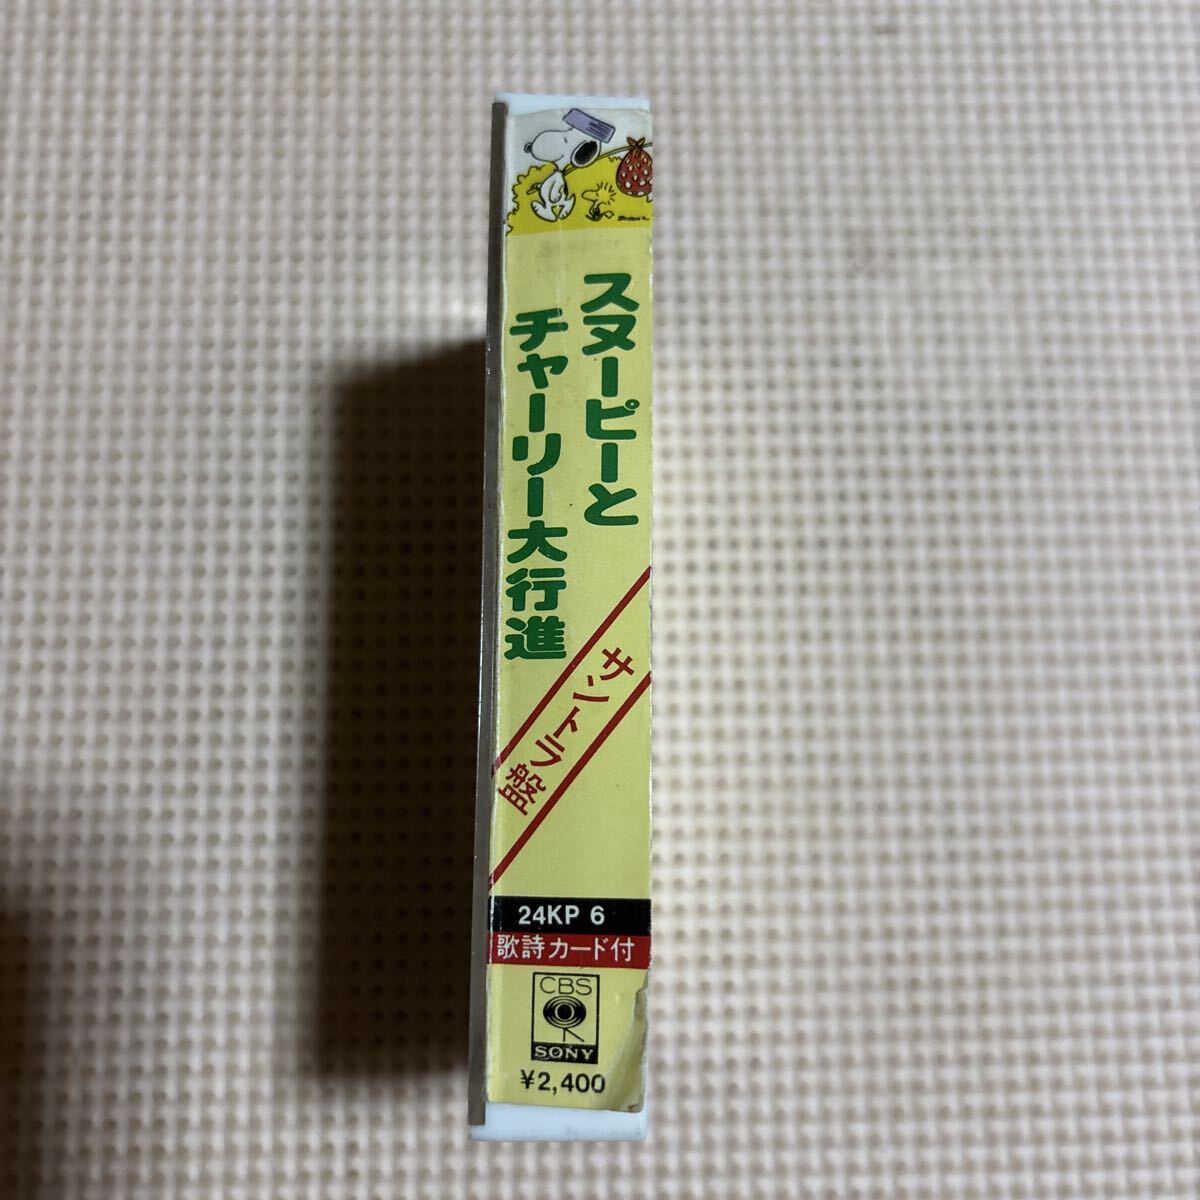 スヌーピーと
チャーリー大行進
サントラ盤
24KP 6
歌詩カード付
CBS
SONY
¥2,400